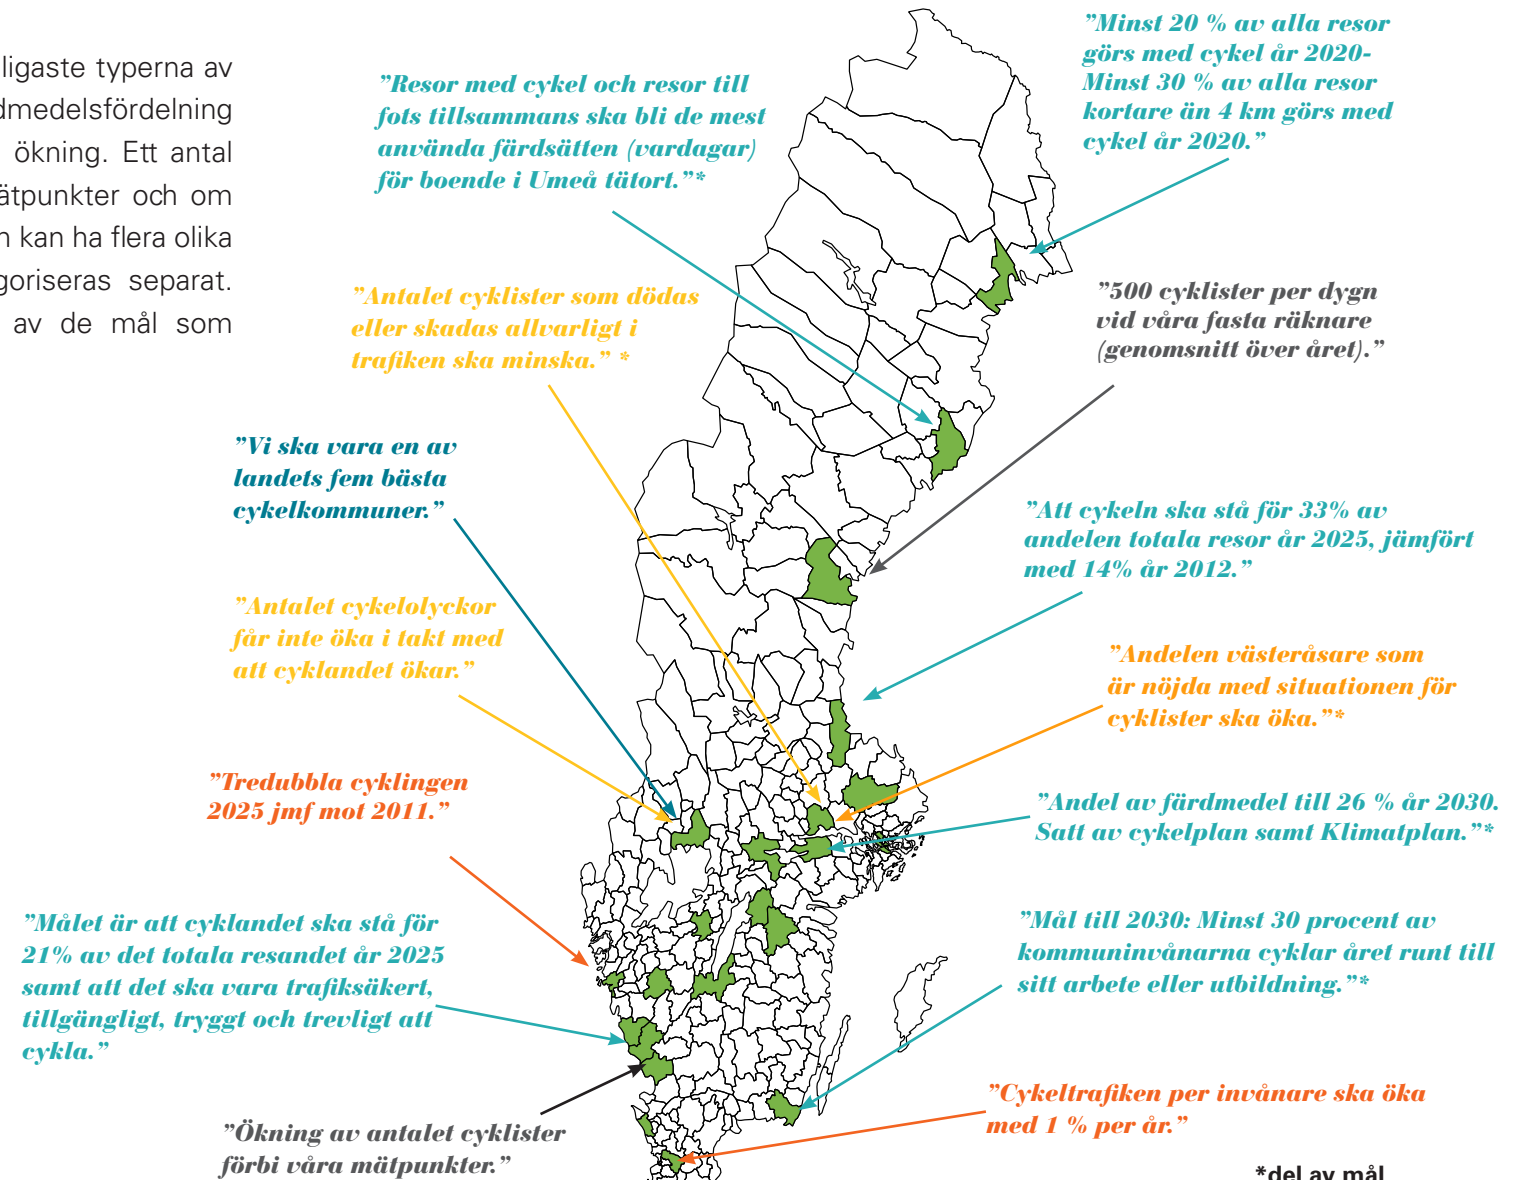 ligaste typerna av
dmedelsfördelning
ökning. Ett antal
ätpunkter och om
n kan ha flera olika
goriseras separat.
av de mål som
”Resor med cykel och resor till
fots tillsammans ska bli de mest
använda färdsätten (vardagar)
för boende i Umeå tätort.”*
”Minst 20 % av alla resor
görs med cykel år 2020-
Minst 30 % av alla resor
kortare än 4 km görs med
cykel år 2020.”
”Antalet cyklister som dödas
eller skadas allvarligt i
trafiken ska minska.” *
”500 cyklister per dygn
vid våra fasta räknare
(genomsnitt över året).”
”Vi ska vara en av
landets fem bästa
cykelkommuner.”
”Att cykeln ska stå för 33% av
andelen totala resor år 2025, jämfört
med 14% år 2012.”
”Antalet cykelolyckor
får inte öka i takt med
att cyklandet ökar.”
”Andelen västeråsare som
är nöjda med situationen för
cyklister ska öka.”*
”Tredubbla cyklingen
2025 jmf mot 2011.”
”Andel av färdmedel till 26 % år 2030.
Satt av cykelplan samt Klimatplan.”*
”Målet är att cyklandet ska stå för
21% av det totala resandet år 2025
samt att det ska vara trafiksäkert,
tillgängligt, tryggt och trevligt att
cykla.”
”Mål till 2030: Minst 30 procent av
kommuninvånarna cyklar året runt till
sitt arbete eller utbildning.”*
”Ökning av antalet cyklister
förbi våra mätpunkter.”
”Cykeltrafiken per invånare ska öka
med 1 % per år.”
*del av mål